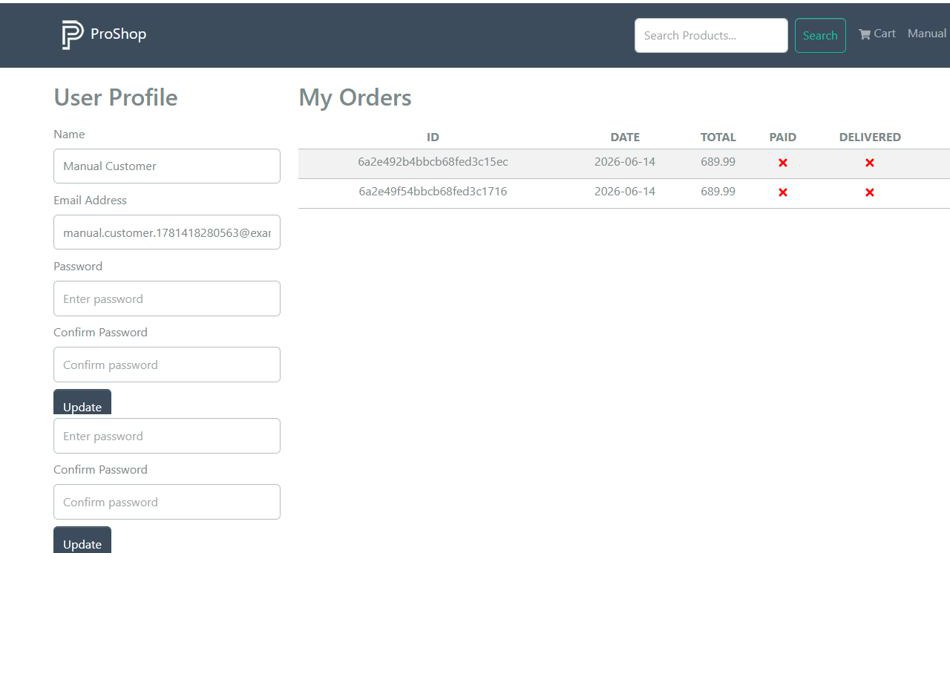 ProShop
Search Products...
Search
Cart
Manual
User Profile
Name
Manual Customer
Email Address
manual.customer.1781418280563@exar
Password
Enter password
Confirm Password
Confirm password
Update
Enter password
Confirm Password
Confirm password
Update
My Orders
ID DATE TOTAL PAID DELIVERED
6a2e492b4bbcb68fed3c15ec 2026-06-14 689.99
6a2e49f54bbcb68fed3c1716 2026-06-14 689.99